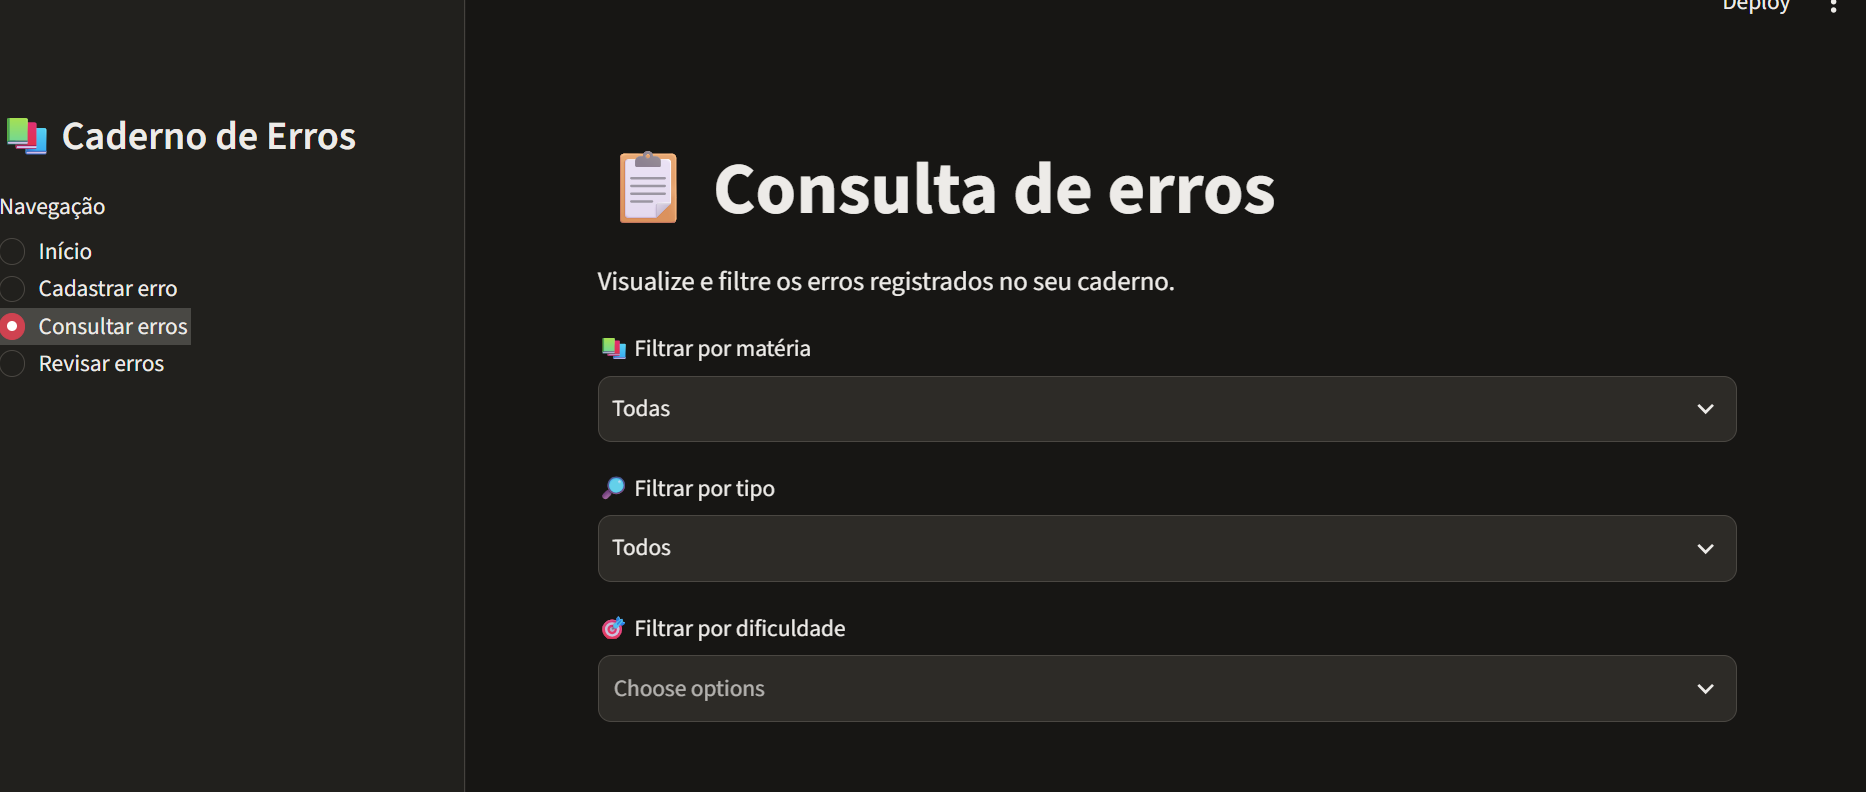 Deploy
Caderno de Erros
Navegação
Início
Cadastrar erro
Consultar erros
Revisar erros
Consulta de erros
Visualize e filtre os erros registrados no seu caderno.
Filtrar por matéria
Todas
Filtrar por tipo
Todos
Filtrar por dificuldade
Choose options